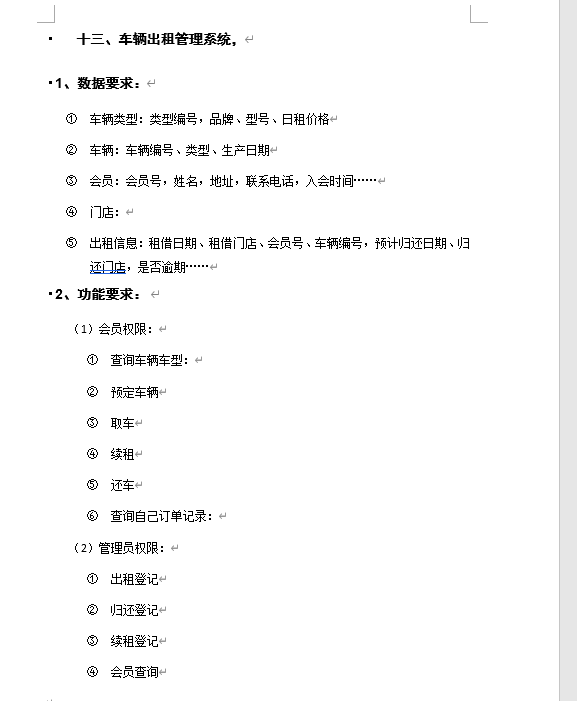 · 十三、车辆出租管理系统，
· 1、数据要求：
① 车辆类型：类型编号，品牌、型号、日租价格
② 车辆：车辆编号、类型、生产日期
③ 会员：会员号，姓名，地址，联系电话，入会时间……
④ 门店：
⑤ 出租信息：租借日期、租借门店、会员号、车辆编号，预计归还日期、归
还门店，是否逾期……
· 2、功能要求：
（1）会员权限：
① 查询车辆车型：
② 预定车辆
③ 取车
④ 续租
⑤ 还车
⑥ 查询自己订单记录：
（2）管理员权限：
① 出租登记
② 归还登记
③ 续租登记
④ 会员查询